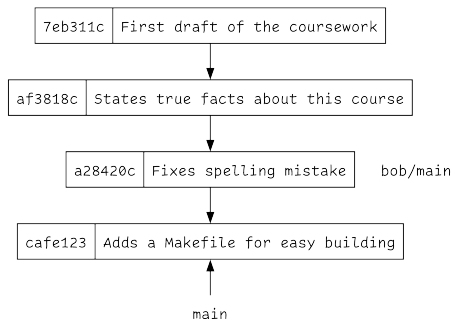 7eb311c First draft of the coursework
af3818c States true facts about this course
a28420c Fixes spelling mistake bob/main
cafe123 Adds a Makefile for easy building
main